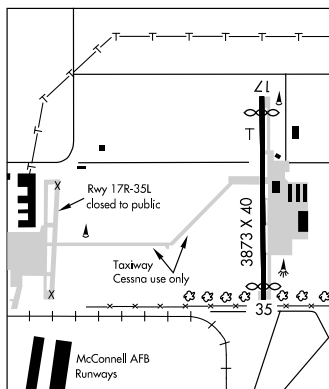 17
Rwy 17R-35L
closed to public
X
T
3873 X 40
Taxiway
Cessna use only
X
35
McConnell AFB
Runways